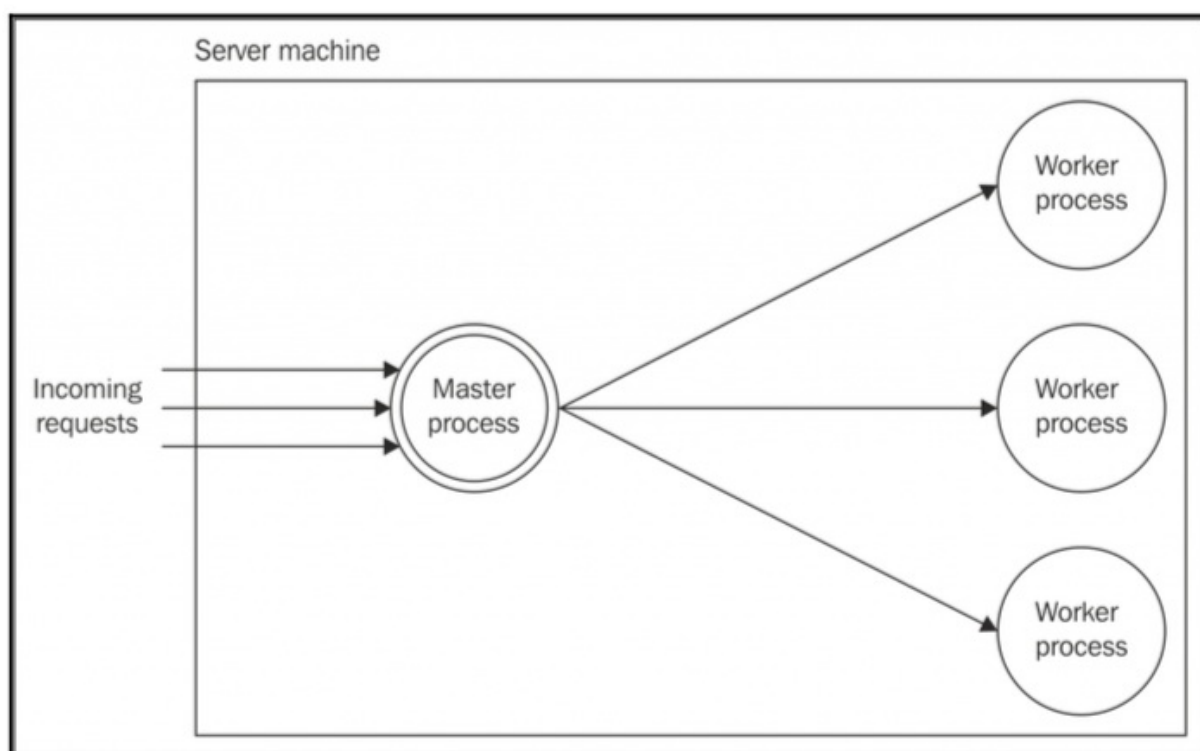 Server machine
Worker
process
Incoming
requests
Master
process
Worker
process
Worker
process